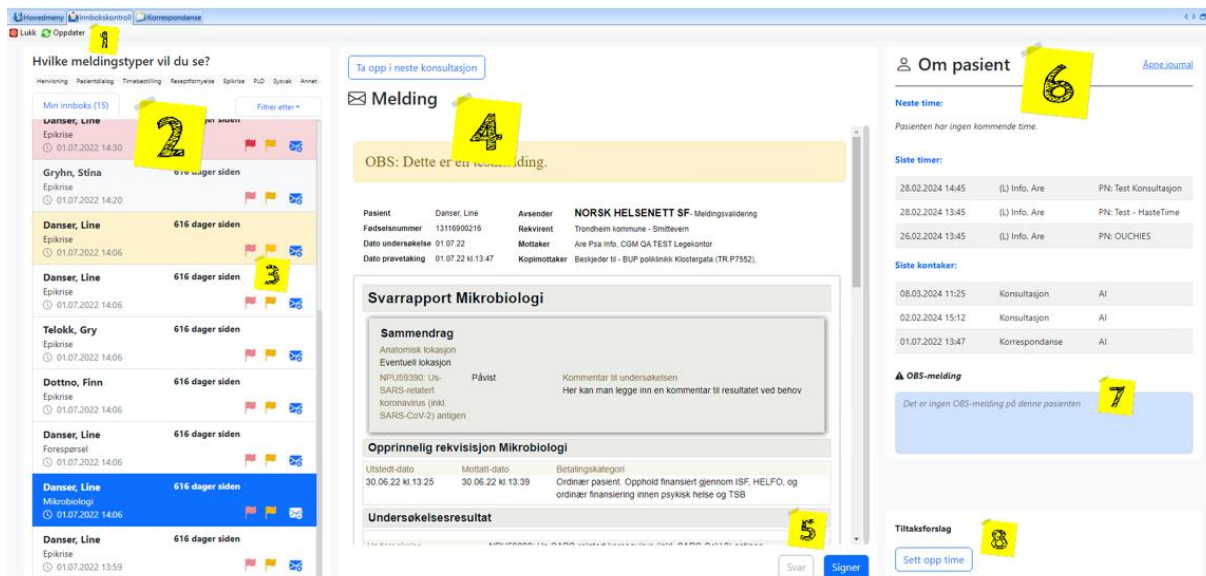 Hovedmeny Innbokskontroll Korrespondanse
Lukk Oppdater
1
Hvilke meldingstyper vil du se?
Henvisning Pasientdialog Timebestilling Reseptfornyelse Epikrise PLO Sysvak Annet
Min innboks (15) Filtrer etter
2
Danser, Line siden
Epikrise
01.07.2022 14:30
Gryhn, Stina 616 dager siden
Epikrise
01.07.2022 14:20
Danser, Line 616 dager siden
Epikrise
01.07.2022 14:06
3
Danser, Line 616 dager siden
Epikrise
01.07.2022 14:06
Telokk, Gry 616 dager siden
Epikrise
01.07.2022 14:06
Dottno, Finn 616 dager siden
Epikrise
01.07.2022 14:06
Danser, Line 616 dager siden
Forespørsel
01.07.2022 14:06
Danser, Line 616 dager siden
Mikrobiologi
01.07.2022 14:06
Danser, Line 616 dager siden
Epikrise
01.07.2022 13:59
Ta opp i neste konsultasjon
Melding
4
OBS: Dette er en
Pasient Danser, Line Avsender NORSK HELSENETT SF- Meldingsvalidering
Fødselsnummer 13116900216 Rekvirent Trondheim kommune - Smittevern
Dato undersøkelse 01.07.22 Mottaker Are Psa Info, CGM QA TEST Legekontor
Dato prøvetaking 01.07.22 kl.13:47 Kopimottaker Beskjeder til - BUP poliklinikk Klostergata (TR.P7552),
Svarrapport Mikrobiologi
Sammendrag
Anatomisk lokasjon
Eventuell lokasjon
NPU59390: Us- Påvist Kommentar til undersøkelsen
SARS-relatert Her kan man legge inn en kommentar til resultatet ved behov
koronavirus (inkl.
SARS-CoV-2) antigen
Opprinnelig rekvisisjon Mikrobiologi
Utstedt-dato Mottatt-dato Betalingskategori
30.06.22 kl.13:25 30.06.22 kl.13:39 Ordinær pasient. Opphold finansiert gjennom ISF, HELFO, og
ordinær finansiering innen psykisk helse og TSB
Undersøkelsesresultat
5
Svar Signer
Om pasient Åpne journal
6
Neste time:
Pasienten har ingen kommende time.
Siste timer:
28.02.2024 14:45 (L) Info, Are PN: Test Konsultasjon
28.02.2024 13:45 (L) Info, Are PN: Test - HasteTime
26.02.2024 13:45 (L) Info, Are PN: OUCHIES
Siste kontaker:
08.03.2024 11:25 Konsultasjon AI
02.02.2024 15:12 Konsultasjon AI
01.07.2022 13:47 Korrespondanse AI
OBS-melding
Det er ingen OBS-melding på denne pasienten
7
Tiltaksforslag
8
Sett opp time